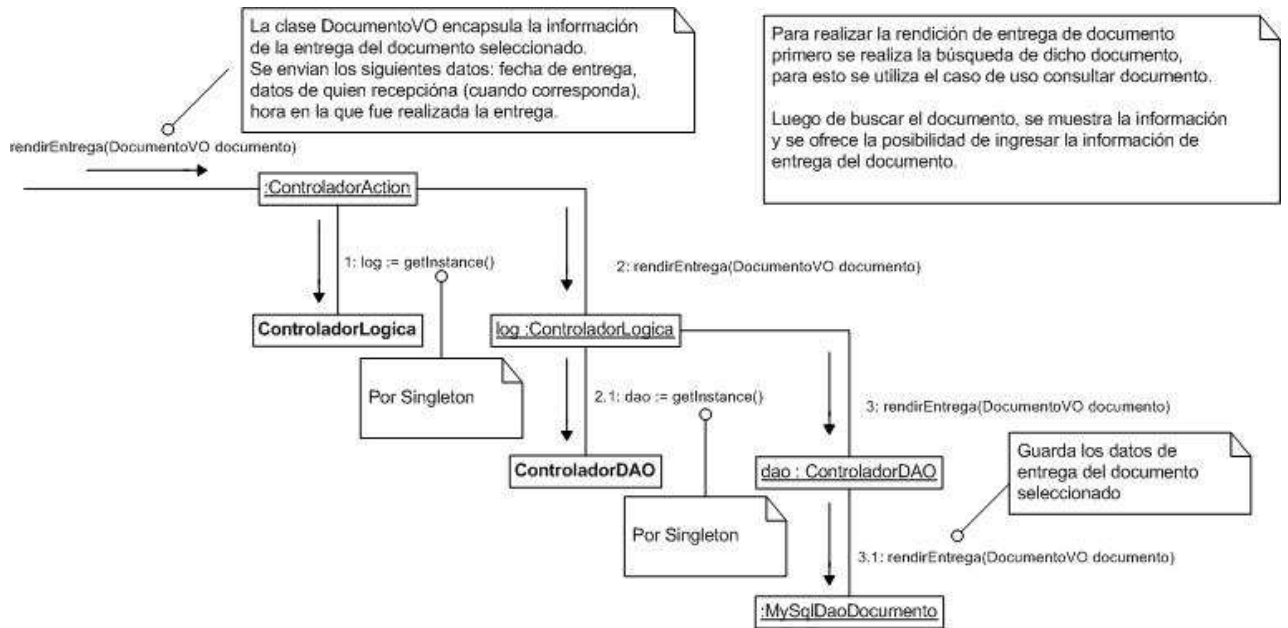 La clase DocumentoVO encapsula la información
de la entrega del documento seleccionado.
Se envian los siguientes datos: fecha de entrega,
datos de quien recepcióna (cuando corresponda),
hora en la que fue realizada la entrega.
Para realizar la rendición de entrega de documento
primero se realiza la búsqueda de dicho documento,
para esto se utiliza el caso de uso consultar documento.
Luego de buscar el documento, se muestra la información
y se ofrece la posibilidad de ingresar la información de
entrega del documento.
rendirEntrega(DocumentoVO documento)
:ControladorAction
1: log := getInstance()
2: rendirEntrega(DocumentoVO documento)
ControladorLogica
log :ControladorLogica
Por Singleton
2.1: dao := getInstance()
3: rendirEntrega(DocumentoVO documento)
ControladorDAO
dao : ControladorDAO
Guarda los datos de
entrega del documento
seleccionado
Por Singleton
3.1: rendirEntrega(DocumentoVO documento)
:MySqlDaoDocumento